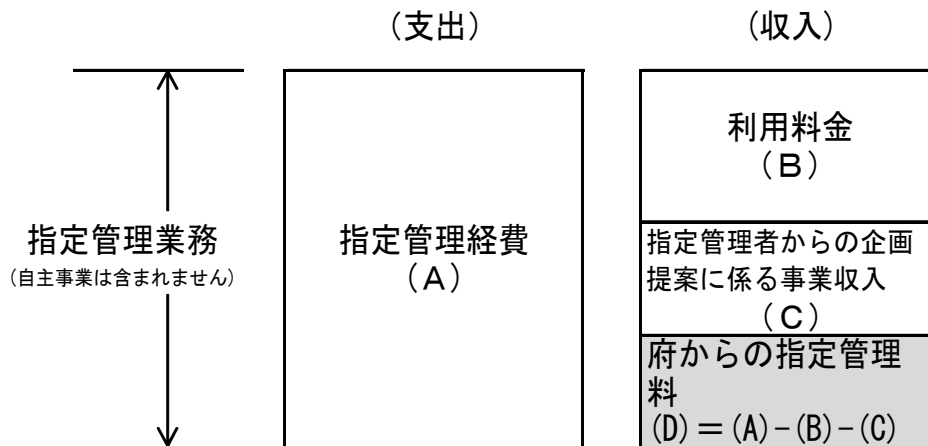 （支出）
（収入）
指定管理業務
（自主事業は含まれません）
指定管理経費
（Ａ）
利用料金
（Ｂ）
指定管理者からの企画
提案に係る事業収入
（Ｃ）
府からの指定管理
料
(D)＝(A)-(B)-(C)